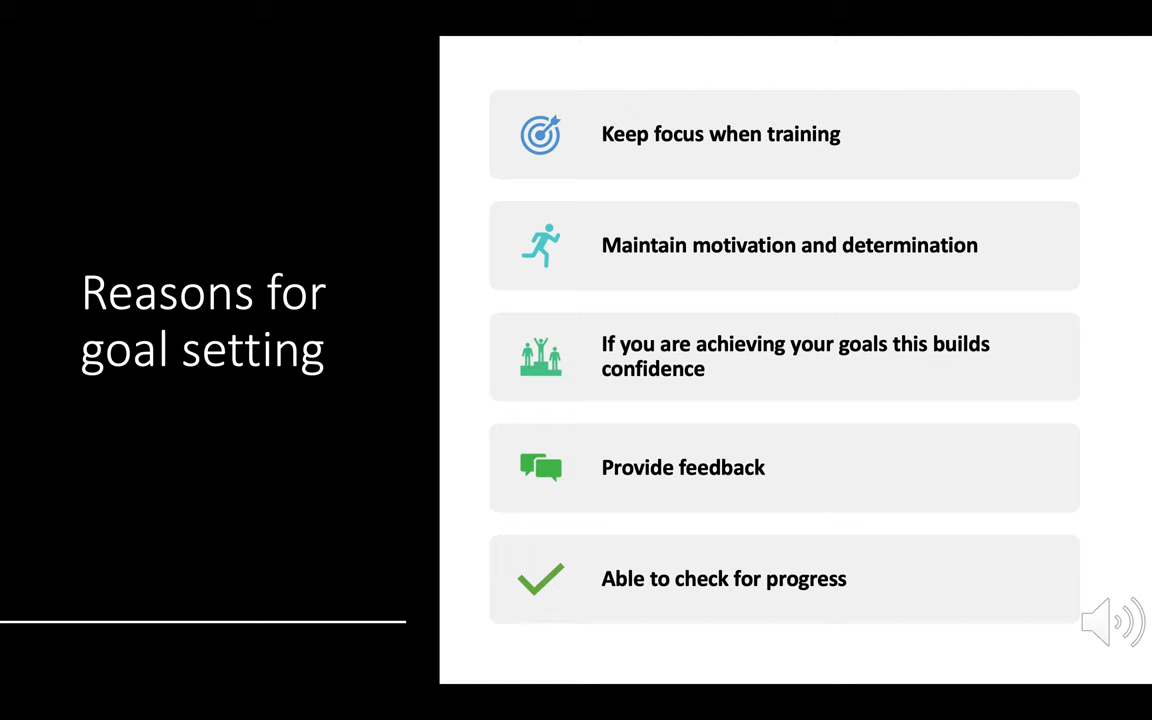 Reasons for
goal setting
Keep focus when training
Maintain motivation and determination
If you are achieving your goals this builds
confidence
Provide feedback
Able to check for progress